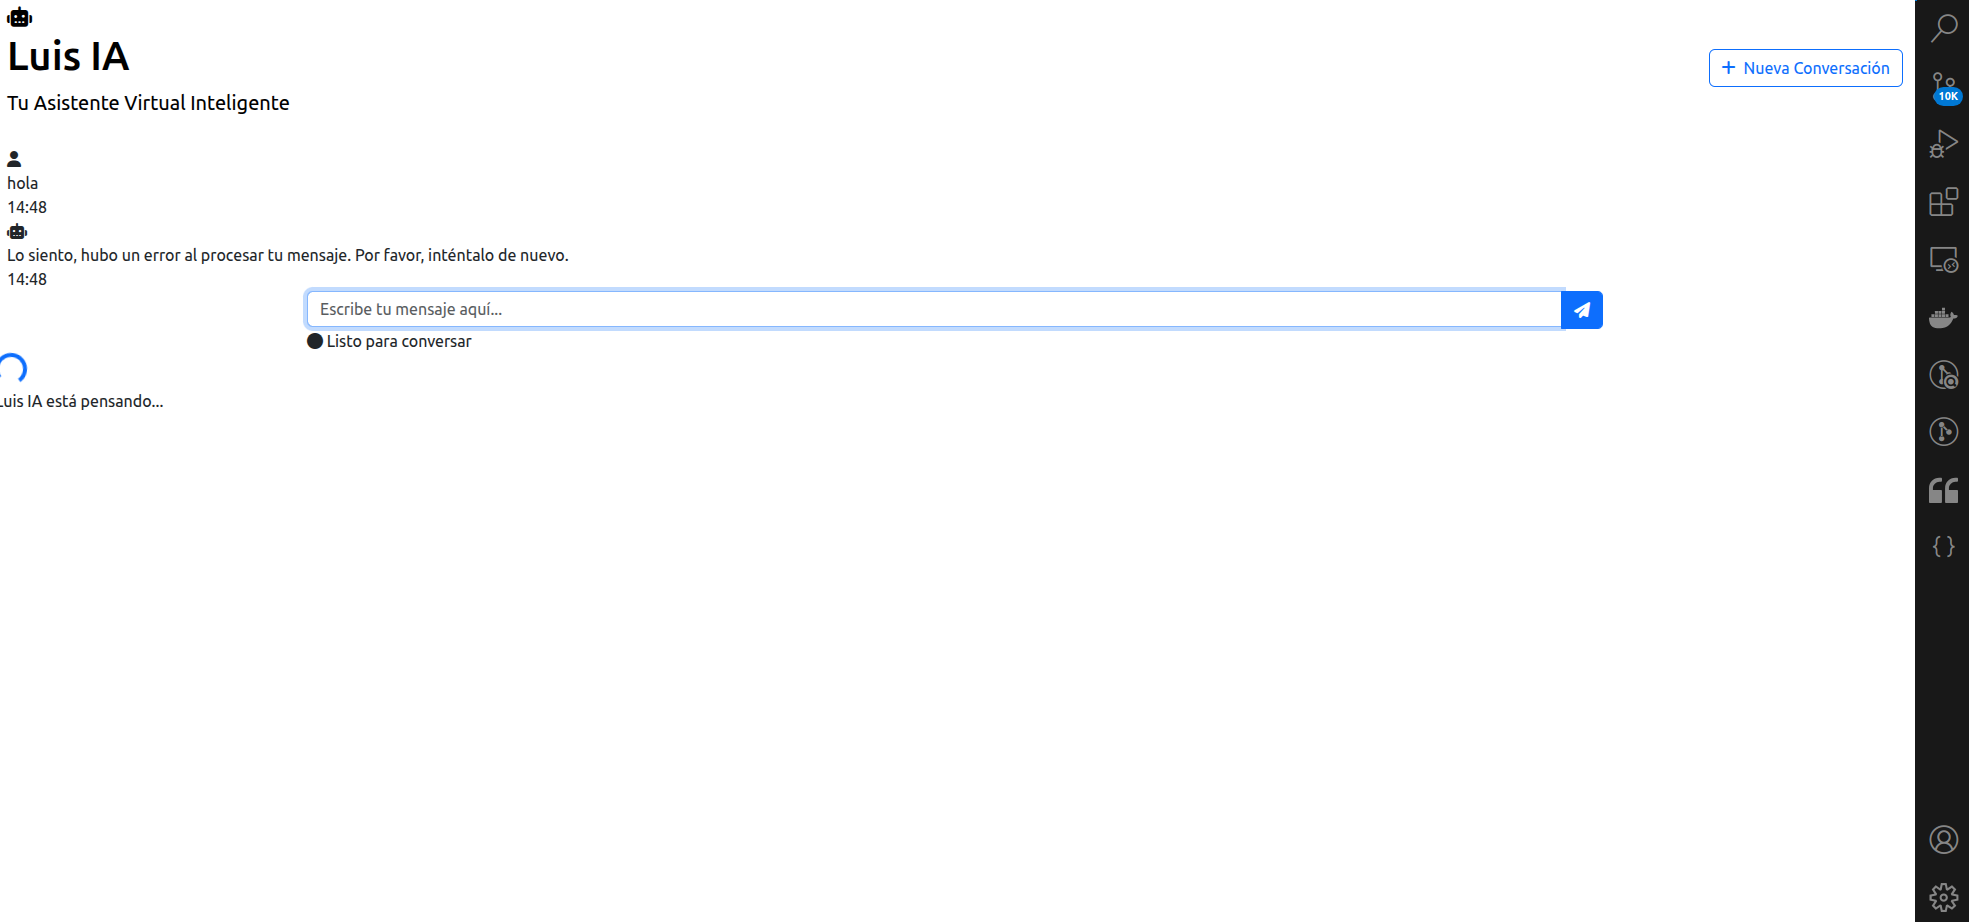 Luis IA
Nueva Conversación
Tu Asistente Virtual Inteligente
10K
hola
14:48
Lo siento, hubo un error al procesar tu mensaje. Por favor, inténtalo de nuevo.
14:48
Escribe tu mensaje aquí...
Listo para conversar
Luis IA está pensando...